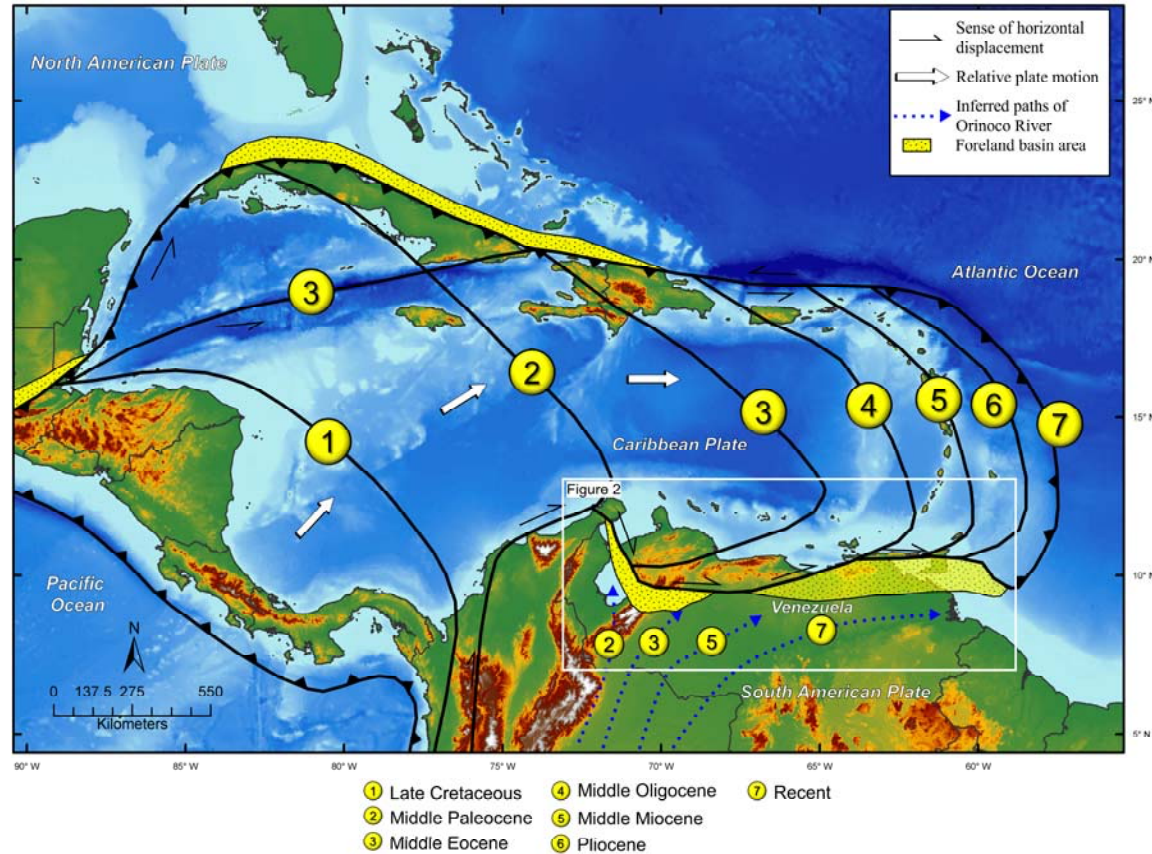 North American Plate
Sense of horizontal
displacement
Relative plate motion
Inferred paths of
Orinoco River
Foreland basin area
25° N
20° N
15° N
10° N
5° N
Atlantic Ocean
3
2
3
4
5
6
7
1
Caribbean Plate
Figure 2
Pacific
Ocean
Venezuela
2
3
5
7
South American Plate
N
0 137.5 275 550
Kilometers
90° W
85° W
80° W
75° W
70° W
65° W
60° W
1 Late Cretaceous
2 Middle Paleocene
3 Middle Eocene
4 Middle Oligocene
5 Middle Miocene
6 Pliocene
7 Recent